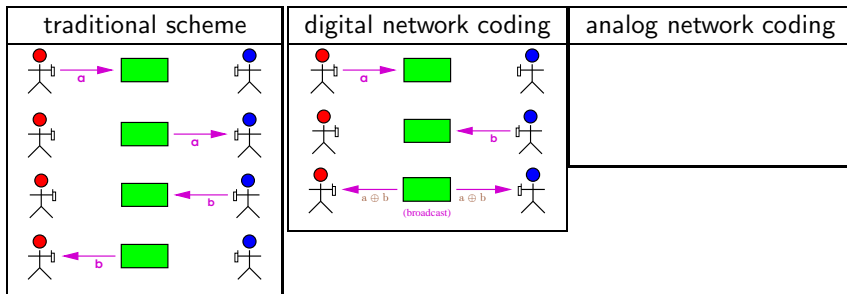 traditional scheme
a
a
b
b
digital network coding
a
b
a ⊕ b a ⊕ b
(broadcast)
analog network coding